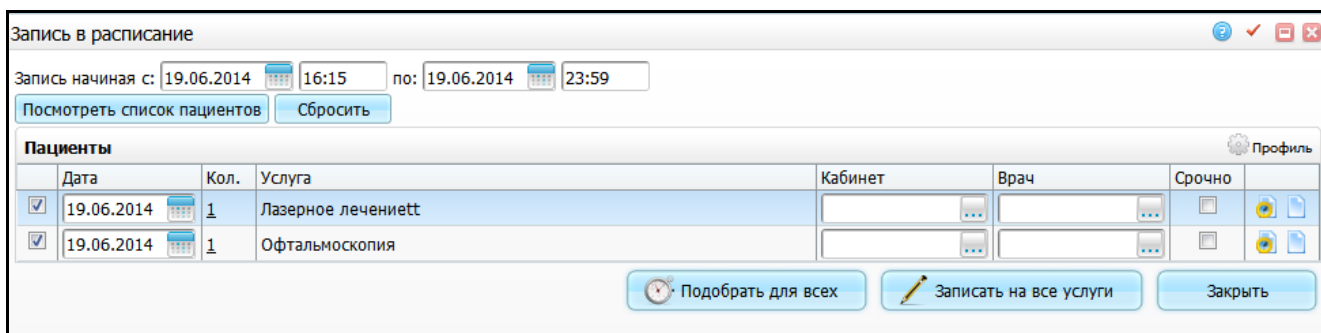 Запись в расписание
Запись начиная с: 19.06.2014 16:15 по: 19.06.2014 23:59
Посмотреть список пациентов Сбросить
Пациенты Профиль
Дата Кол. Услуга Кабинет Врач Срочно
19.06.2014 1 Лазерное лечениеtt ... ...
19.06.2014 1 Офтальмоскопия ... ...
Подобрать для всех Записать на все услуги Закрыть